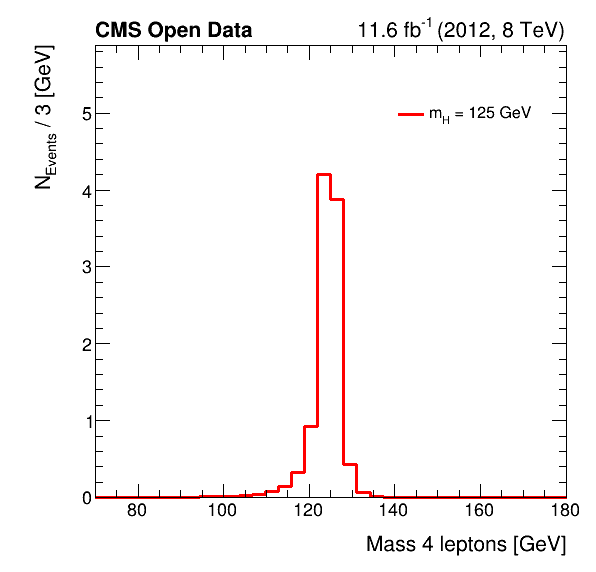 CMS Open Data
11.6 fb-1 (2012, 8 TeV)
NEvents / 3 [GeV]
mH = 125 GeV
5
4
3
2
1
0
80 100 120 140 160 180
Mass 4 leptons [GeV]